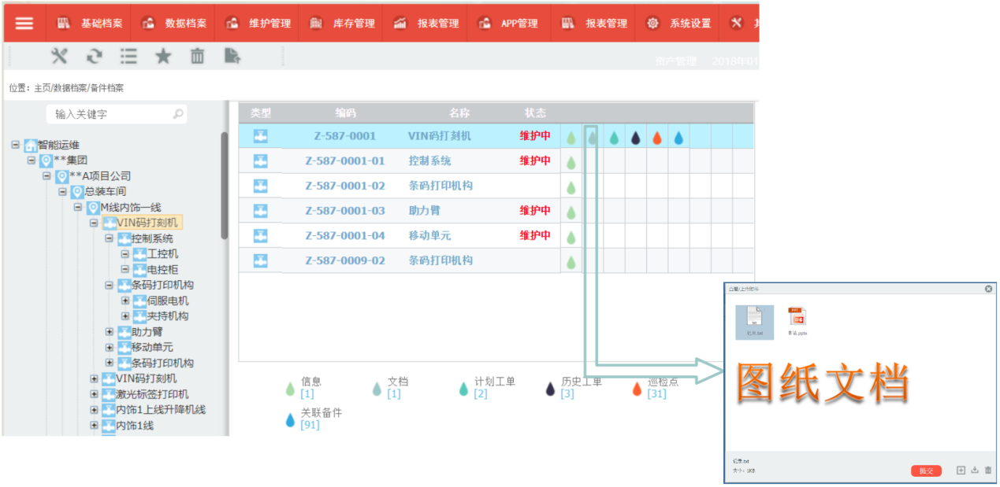 基础档案 数据档案 维护管理 库存管理 报表管理 APP管理 报表管理 系统设置
资产管理 2018年01
位置：主页/数据档案/备件档案
输入关键字
智能运维
**集团
**A项目公司
总装车间
M线内饰一线
VIN码打刻机
控制系统
工控机
电控柜
条码打印机构
伺服电机
夹持机构
助力臂
移动单元
条码打印机构
VIN码打刻机
激光标签打印机
内饰1上线升降机线
内饰1线
类型 编码 名称 状态
Z-587-0001 VIN码打刻机 维护中
Z-587-0001-01 控制系统 维护中
Z-587-0001-02 条码打印机构
Z-587-0001-03 助力臂 维护中
Z-587-0001-04 移动单元 维护中
Z-587-0009-02 条码打印机构
信息 文档 计划工单 历史工单 巡检点
[1] [1] [2] [3] [31]
关联备件
[91]
图纸文档
记录.txt
大小：1KB
提交